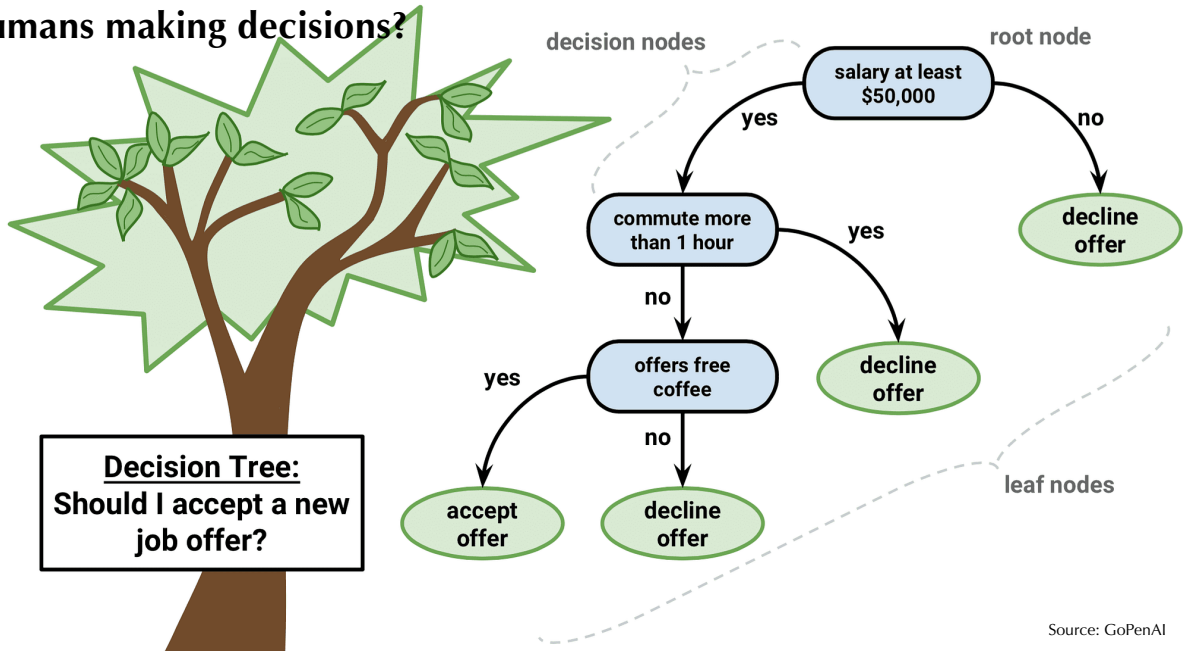 making decisions?
decision nodes
root node
salary at least
$50,000
yes
no
commute more
than 1 hour
decline
offer
yes
no
offers free
coffee
decline
offer
yes
no
leaf nodes
Decision Tree:
Should I accept a new
job offer?
accept
offer
decline
offer
Source: GoPenAI